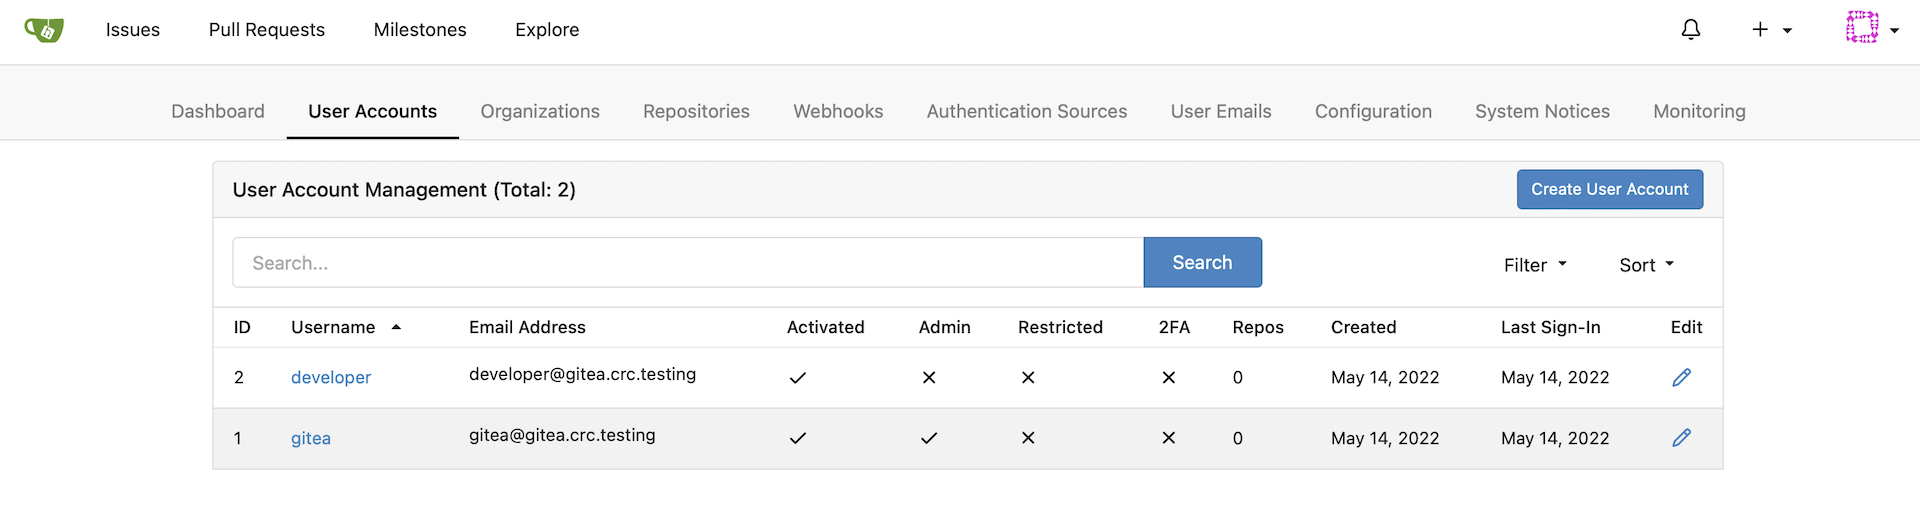 Issues Pull Requests Milestones Explore
Dashboard User Accounts Organizations Repositories Webhooks Authentication Sources User Emails Configuration System Notices Monitoring
User Account Management (Total: 2) Create User Account
Search... Search Filter Sort
ID Username Email Address Activated Admin Restricted 2FA Repos Created Last Sign-In Edit
2 developer developer@gitea.crc.testing 0 May 14, 2022 May 14, 2022
1 gitea gitea@gitea.crc.testing 0 May 14, 2022 May 14, 2022